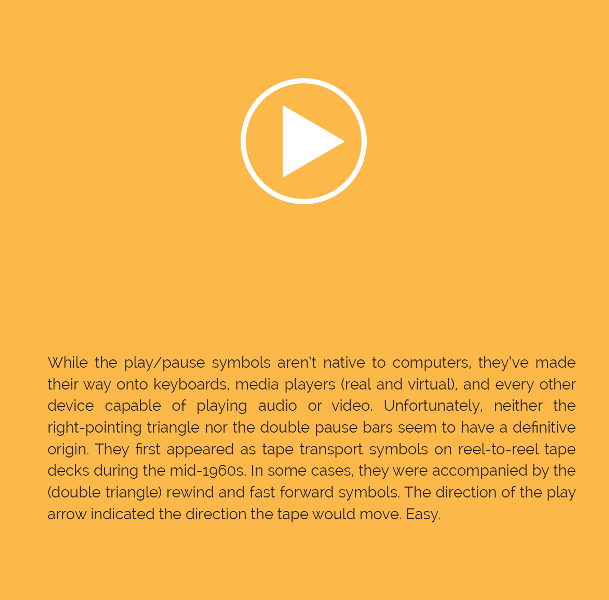 While the play/pause symbols aren't native to computers, they've made
their way onto keyboards, media players (real and virtual), and every other
device capable of playing audio or video. Unfortunately, neither the
right-pointing triangle nor the double pause bars seem to have a definitive
origin. They first appeared as tape transport symbols on reel-to-reel tape
decks during the mid-1960s. In some cases, they were accompanied by the
(double triangle) rewind and fast forward symbols. The direction of the play
arrow indicated the direction the tape would move. Easy.